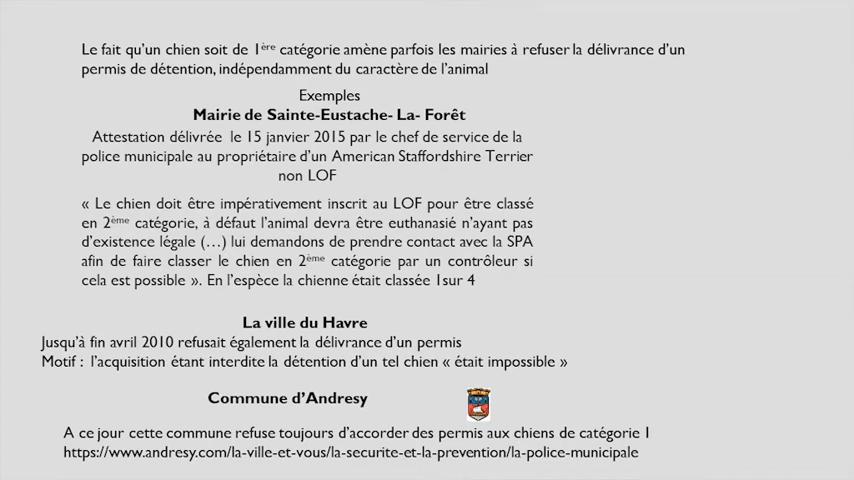 Le fait qu'un chien soit de 1ère catégorie amène parfois les mairies à refuser la délivrance d'un
permis de détention, indépendamment du caractère de l'animal
Exemples
Mairie de Sainte-Eustache- La- Forêt
Attestation délivrée le 15 janvier 2015 par le chef de service de la
police municipale au propriétaire d'un American Staffordshire Terrier
non LOF
« Le chien doit être impérativement inscrit au LOF pour être classé
en 2ème catégorie, à défaut l'animal devra être euthanasié n'ayant pas
d'existence légale (…) lui demandons de prendre contact avec la SPA
afin de faire classer le chien en 2ème catégorie par un contrôleur si
cela est possible ». En l'espèce la chienne était classée 1sur 4
La ville du Havre
Jusqu'à fin avril 2010 refusait également la délivrance d'un permis
Motif : l'acquisition étant interdite la détention d'un tel chien « était impossible »
Commune d'Andresy
A ce jour cette commune refuse toujours d'accorder des permis aux chiens de catégorie 1
https://www.andresy.com/la-ville-et-vous/la-securite-et-la-prevention/la-police-municipale